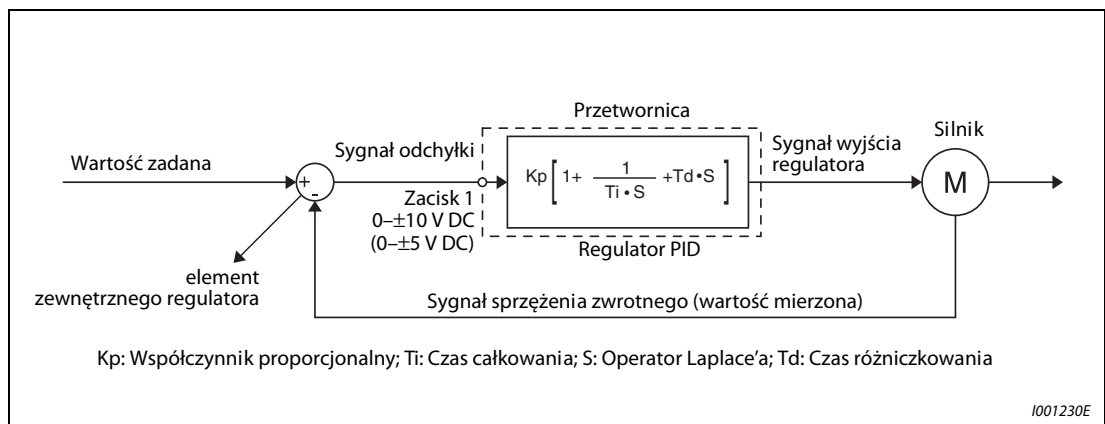 Przetwornica
Silnik
Wartość zadana
Sygnał odchyłki
Sygnał wyjścia
regulatora
+
-
Kp[1+ 1/Ti•S +Td•S]
M
Zacisk 1
0–±10 V DC
(0–±5 V DC)
Regulator PID
element
zewnętrznego regulatora
Sygnał sprzężenia zwrotnego (wartość mierzona)
Kp: Współczynnik proporcjonalny; Ti: Czas całkowania; S: Operator Laplace’a; Td: Czas różniczkowania
I001230E